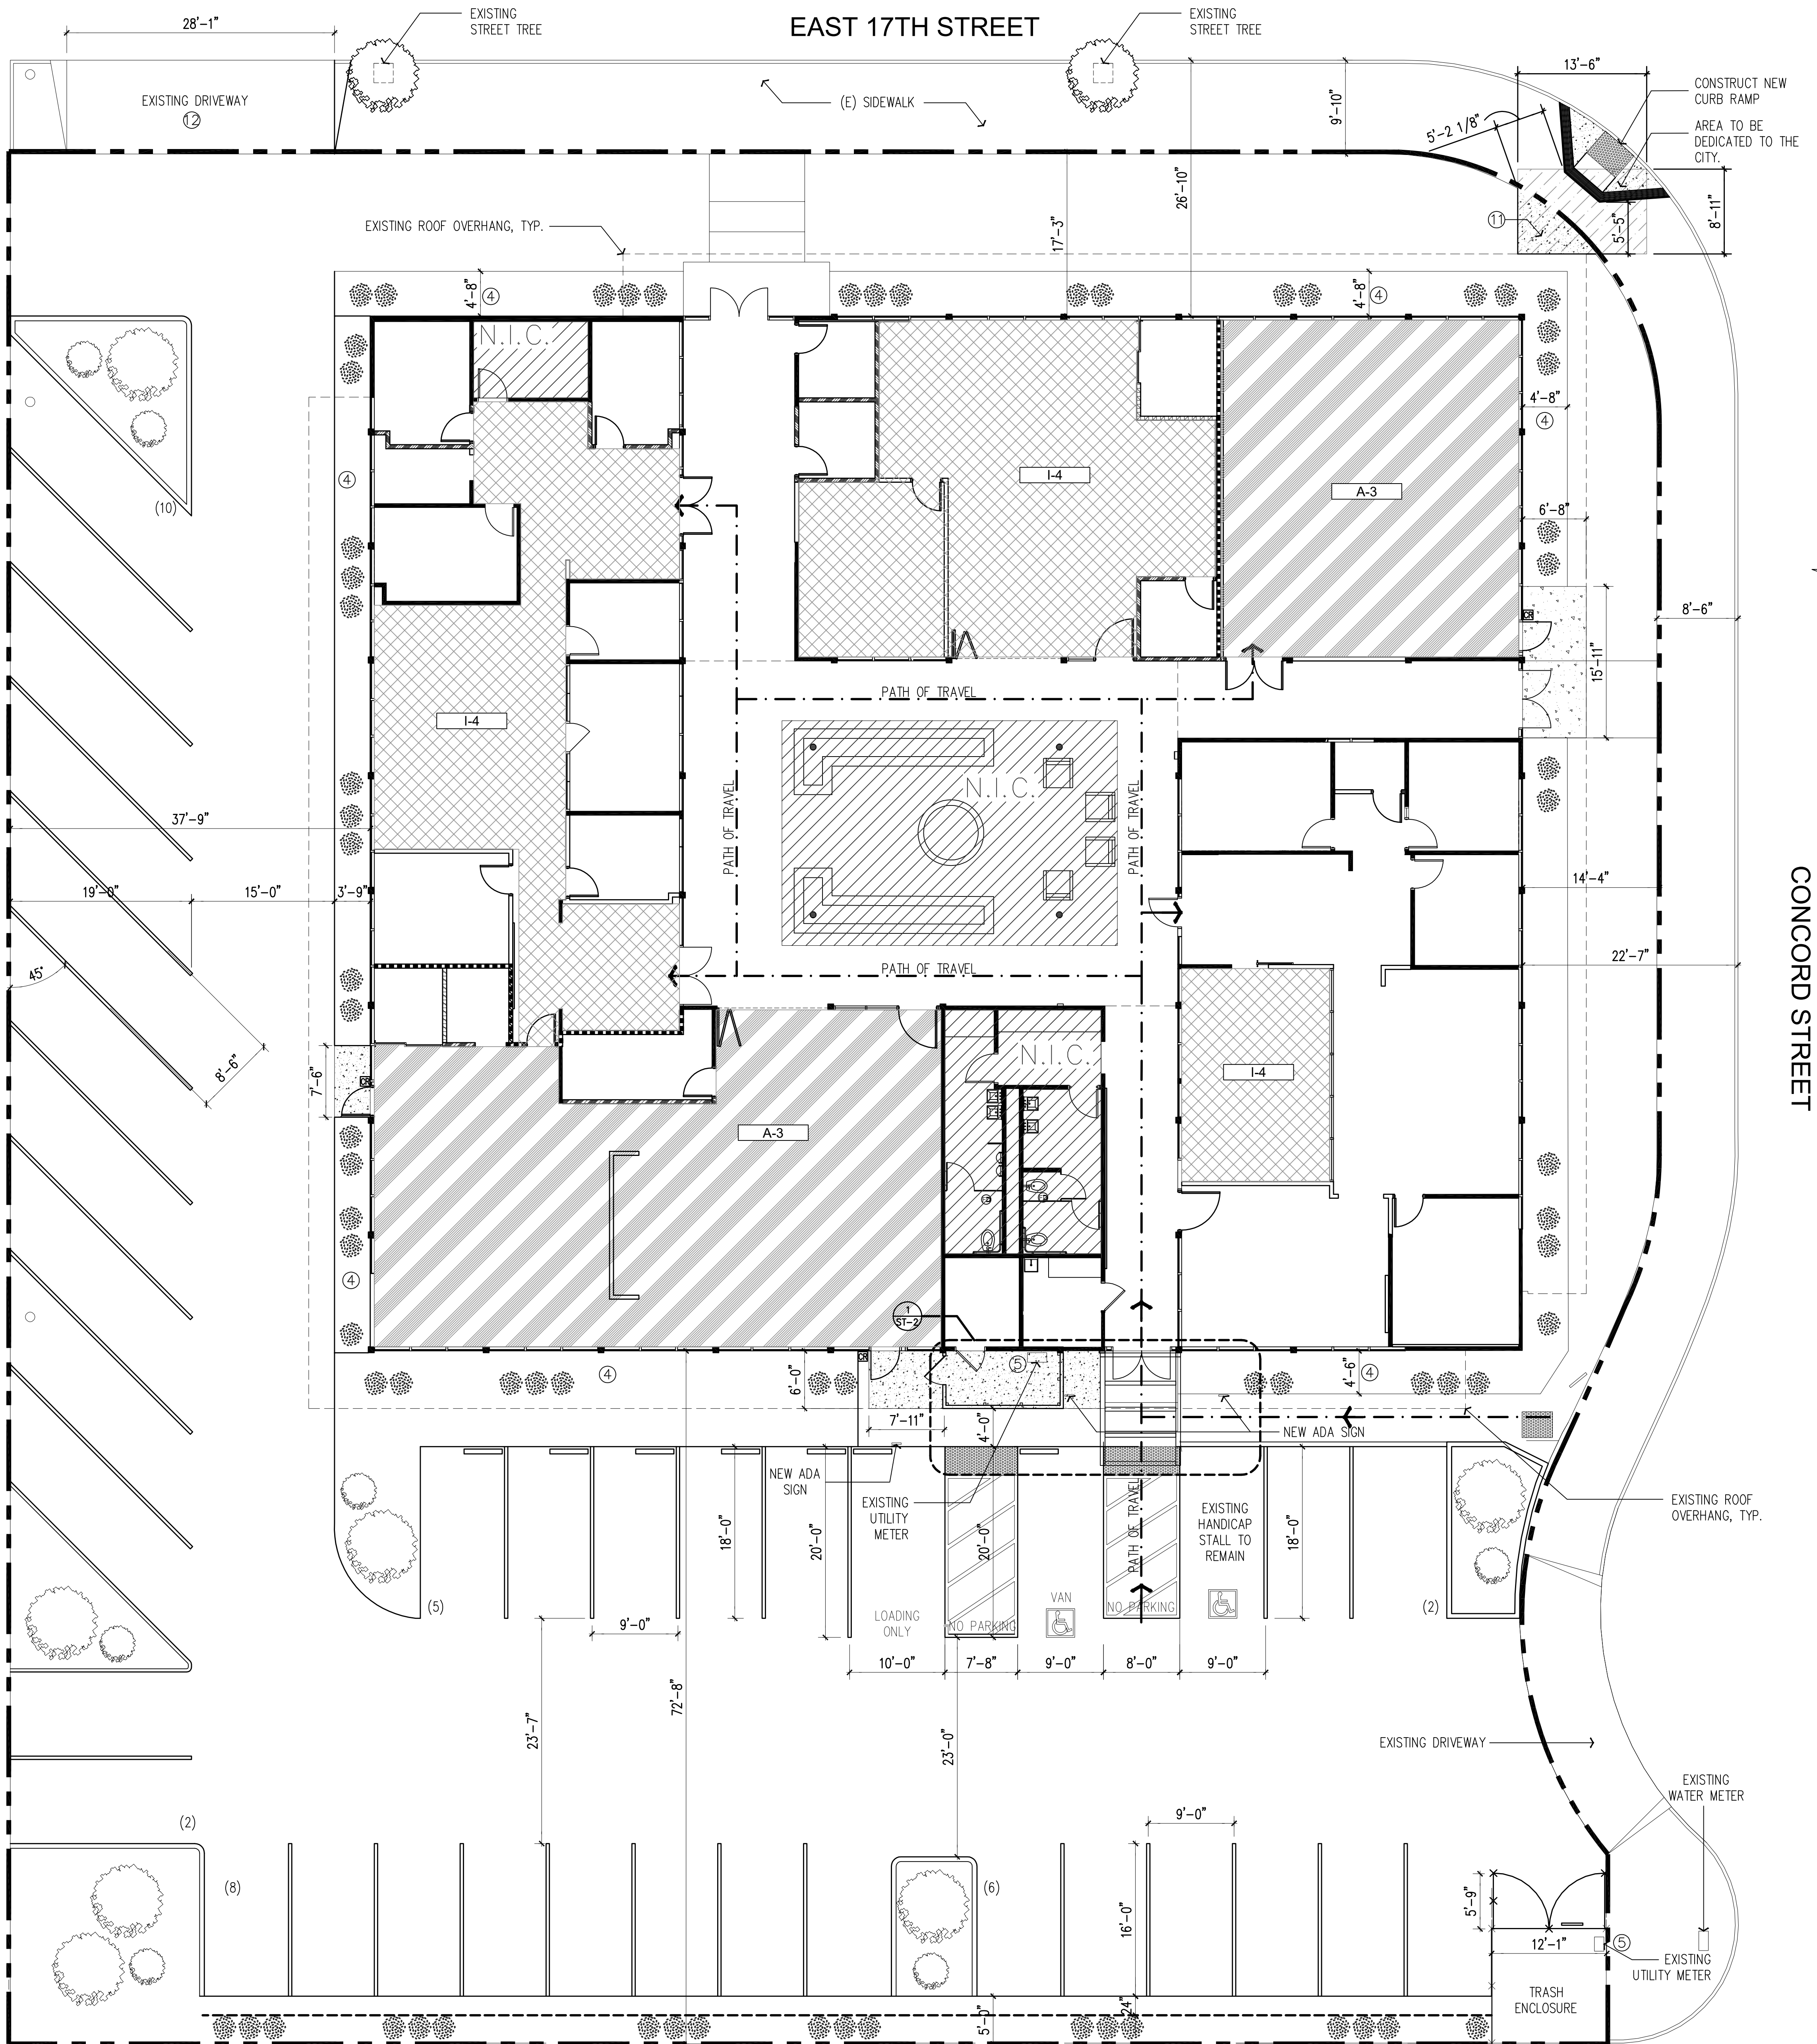 EAST 17TH STREET
28'-1"
EXISTING
STREET TREE
EXISTING
STREET TREE
13'-6"
CONSTRUCT NEW
CURB RAMP
EXISTING DRIVEWAY
12
(E) SIDEWALK
9'-10"
5'-2 1/8"
AREA TO BE
DEDICATED TO THE
CITY.
26'-10"
17'-3"
EXISTING ROOF OVERHANG, TYP.
11
5'-5"
8'-11"
4'-8"
4
4'-8"
4
N.I.C.
4'-8"
4
4
I-4
A-3
(10)
6'-8"
15'-11"
8'-6"
PATH OF TRAVEL
I-4
N.I.C.
PATH OF TRAVEL
PATH OF TRAVEL
37'-9"
19'-0"
15'-0"
3'-9"
14'-4"
CONCORD STREET
22'-7"
PATH OF TRAVEL
45°
8'-6"
7'-6"
CR
CR
N.I.C.
I-4
A-3
4
1
ST-2
CR
5
4
6'-0"
4'-6"
4
7'-11"
4'-0"
NEW ADA SIGN
NEW ADA
SIGN
EXISTING
UTILITY
METER
EXISTING
HANDICAP
STALL TO
REMAIN
PATH OF TRAVEL
EXISTING ROOF
OVERHANG, TYP.
18'-0"
20'-0"
20'-0"
18'-0"
(5)
LOADING
ONLY
NO PARKING
VAN
NO PARKING
(2)
9'-0"
10'-0"
7'-8"
9'-0"
8'-0"
9'-0"
72'-8"
23'-7"
23'-0"
EXISTING DRIVEWAY
EXISTING
WATER METER
(2)
9'-0"
(8)
(6)
16'-0"
5'-9"
12'-1"
5
EXISTING
UTILITY METER
TRASH
ENCLOSURE
5'-0"
24"